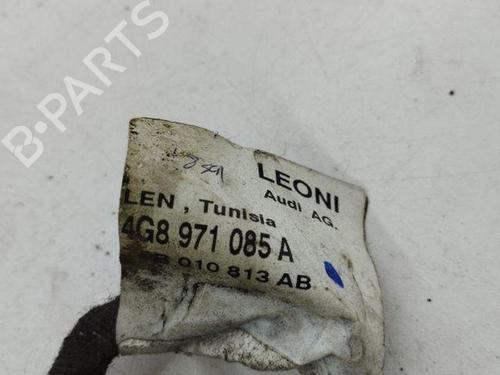 B-PARTS
LEONI
Audi AG.
LEN , Tunisia
4G8 971 085 A
010 813 AB